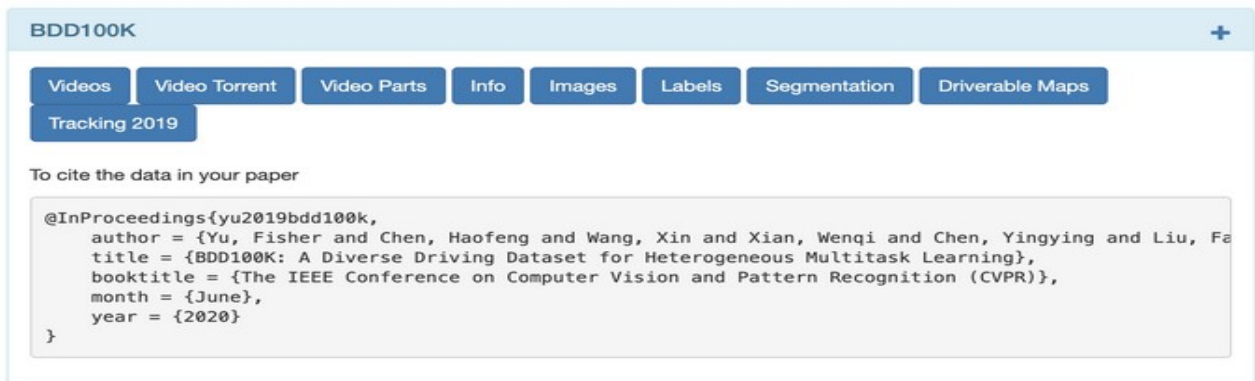 BDD100K
Videos Video Torrent Video Parts Info Images Labels Segmentation Driverable Maps
Tracking 2019
To cite the data in your paper
@InProceedings{yu2019bdd100k,
author = {Yu, Fisher and Chen, Haofeng and Wang, Xin and Xian, Wenqi and Chen, Yingying and Liu, Fa
title = {BDD100K: A Diverse Driving Dataset for Heterogeneous Multitask Learning},
booktitle = {The IEEE Conference on Computer Vision and Pattern Recognition (CVPR)},
month = {June},
year = {2020}
}